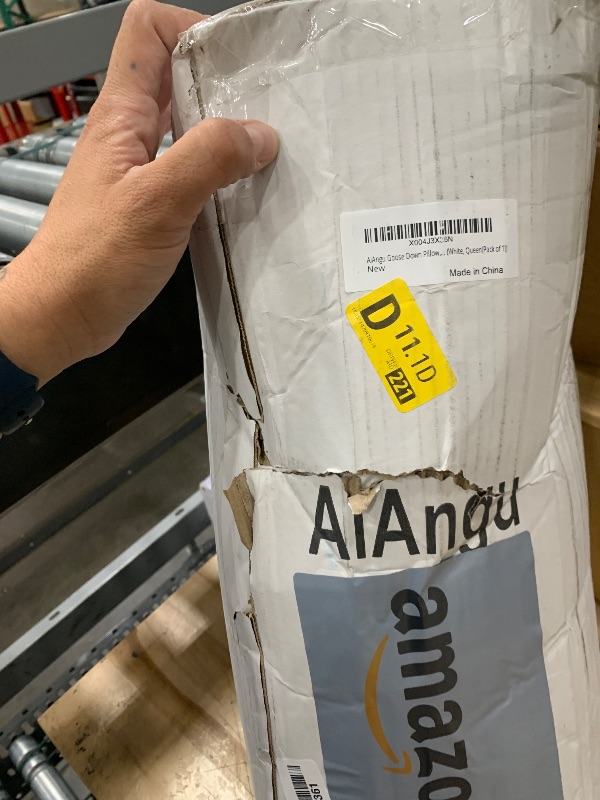 X004J3X16N
AiAngu Goose Down Pillow,... (White, Queen(Pack of 1)
New
Made in China
D 11.1D
221
AiAngu
amazo
361